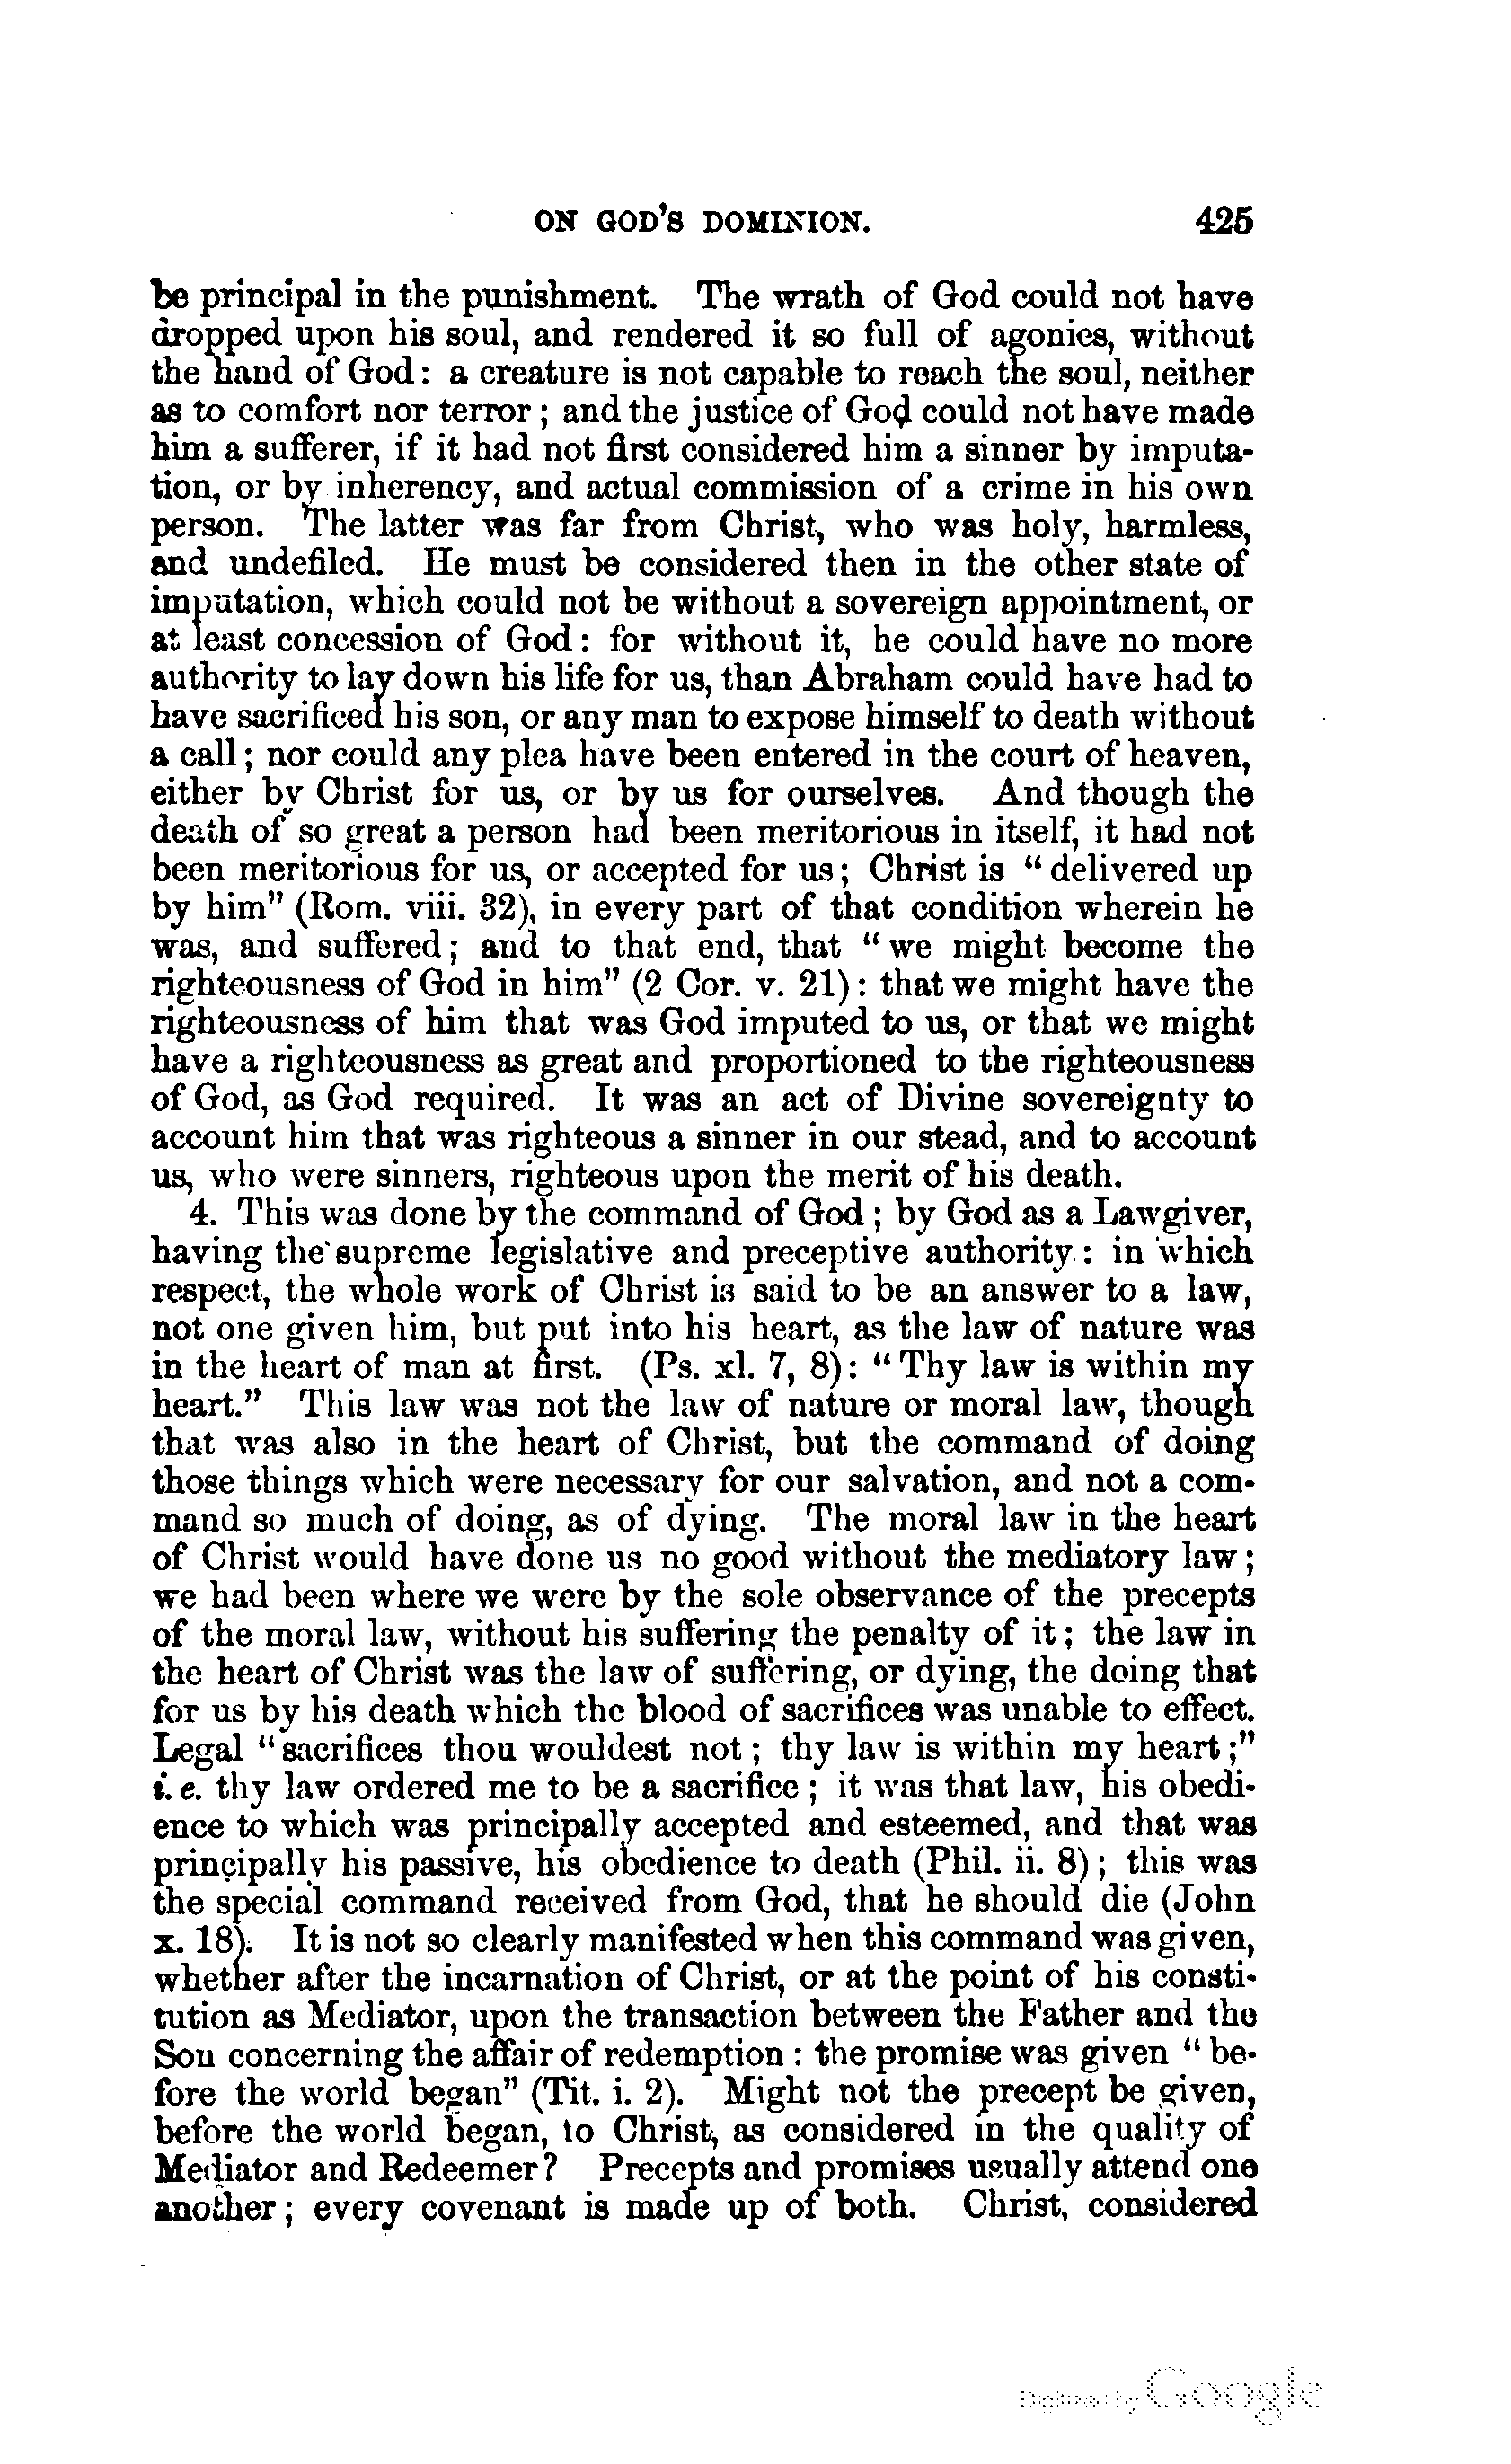 ON GOD'S DOMINION. 425
be principal in the punishment. The wrath of God could not have
dropped upon his soul, and rendered it so full of agonies, without
the hand of God: a creature is not capable to reach the soul, neither
as to comfort nor terror; and the justice of God could not have made
him a sufferer, if it had not first considered him a sinner by imputa-
tion, or by inherency, and actual commission of a crime in his own
person. The latter was far from Christ, who was holy, harmless,
and undefiled. He must be considered then in the other state of
imputation, which could not be without a sovereign appointment, or
at least concession of God: for without it, he could have no more
authority to lay down his life for us, than Abraham could have had to
have sacrificed his son, or any man to expose himself to death without
a call; nor could any plea have been entered in the court of heaven,
either by Christ for us, or by us for ourselves. And though the
death of so great a person had been meritorious in itself, it had not
been meritorious for us, or accepted for us; Christ is "delivered up
by him" (Rom. viii. 32), in every part of that condition wherein he
was, and suffered; and to that end, that "we might become the
righteousness of God in him" (2 Cor. v. 21): that we might have the
righteousness of him that was God imputed to us, or that we might
have a righteousness as great and proportioned to the righteousness
of God, as God required. It was an act of Divine sovereignty to
account him that was righteous a sinner in our stead, and to account
us, who were sinners, righteous upon the merit of his death.
4. This was done by the command of God; by God as a Lawgiver,
having the supreme legislative and preceptive authority: in which
respect, the whole work of Christ is said to be an answer to a law,
not one given him, but put into his heart, as the law of nature was
in the heart of man at first. (Ps. xl. 7, 8): "Thy law is within my
heart." This law was not the law of nature or moral law, though
that was also in the heart of Christ, but the command of doing
those things which were necessary for our salvation, and not a com-
mand so much of doing, as of dying. The moral law in the heart
of Christ would have done us no good without the mediatory law;
we had been where we were by the sole observance of the precepts
of the moral law, without his suffering the penalty of it; the law in
the heart of Christ was the law of suffering, or dying, the doing that
for us by his death which the blood of sacrifices was unable to effect.
Legal "sacrifices thou wouldest not; thy law is within my heart;"
i. e. thy law ordered me to be a sacrifice; it was that law, his obedi-
ence to which was principally accepted and esteemed, and that was
principally his passive, his obedience to death (Phil. ii. 8); this was
the special command received from God, that he should die (John
x. 18). It is not so clearly manifested when this command was given,
whether after the incarnation of Christ, or at the point of his consti-
tution as Mediator, upon the transaction between the Father and the
Son concerning the affair of redemption: the promise was given "be-
fore the world began" (Tit. i. 2). Might not the precept be given,
before the world began, to Christ, as considered in the quality of
Mediator and Redeemer? Precepts and promises usually attend one
another; every covenant is made up of both. Christ, considered
Digitized by Google